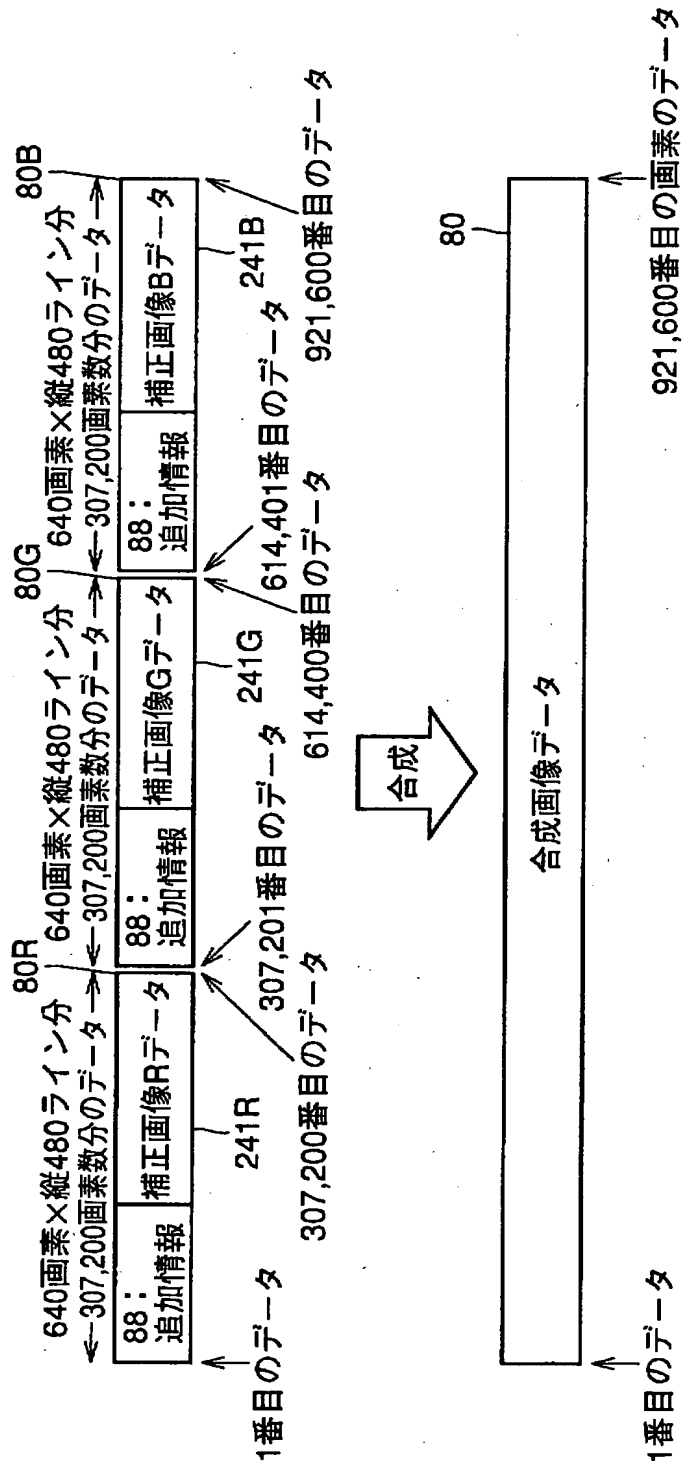 80R
80G
80B
640画素×縦480ライン分
307,200画素数分のデータ
640画素×縦480ライン分
307,200画素数分のデータ
640画素×縦480ライン分
307,200画素数分のデータ
88:
追加情報
補正画像Rデータ
88:
追加情報
補正画像Gデータ
88:
追加情報
補正画像Bデータ
241R
241G
241B
1番目のデータ
307,200番目のデータ
307,201番目のデータ
614,400番目のデータ
614,401番目のデータ
921,600番目のデータ
合成
80
合成画像データ
1番目のデータ
921,600番目の画素のデータ